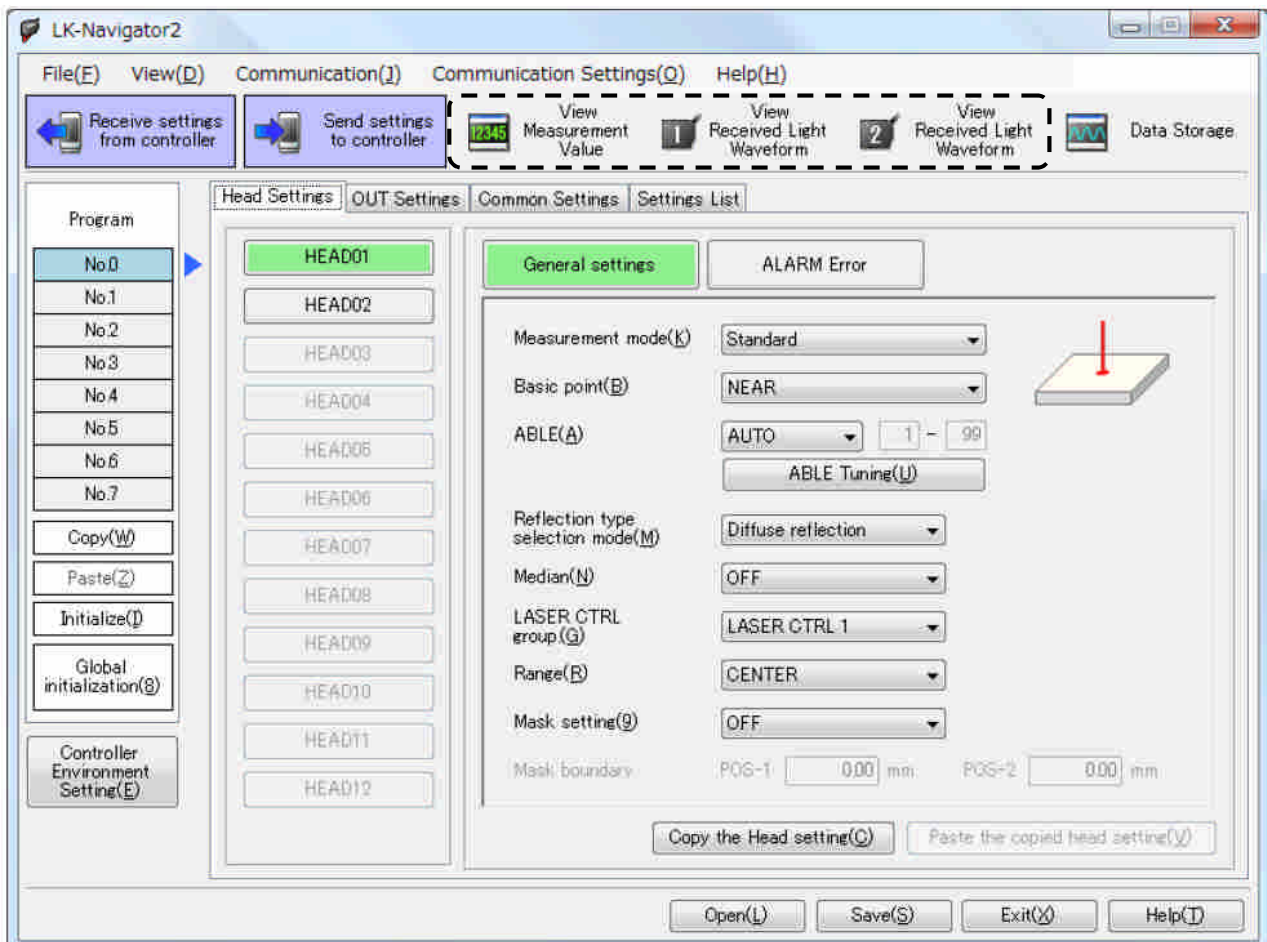 LK-Navigator2
File(F) View(D) Communication(J) Communication Settings(O) Help(H)
Receive settings
from controller
Send settings
to controller
12345
View
Measurement
Value
1
View
Received Light
Waveform
2
View
Received Light
Waveform
Data Storage
Program
No.0
No.1
No.2
No.3
No.4
No.5
No.6
No.7
Copy(W)
Paste(Z)
Initialize(I)
Global
initialization(8)
Controller
Environment
Setting(E)
Head Settings OUT Settings Common Settings Settings List
HEAD01
HEAD02
HEAD03
HEAD04
HEAD05
HEAD06
HEAD07
HEAD08
HEAD09
HEAD10
HEAD11
HEAD12
General settings ALARM Error
Measurement mode(K) Standard
Basic point(B) NEAR
ABLE(A) AUTO 1 - 99
ABLE Tuning(U)
Reflection type
selection mode(M) Diffuse reflection
Median(N) OFF
LASER CTRL
group(G) LASER CTRL 1
Range(R) CENTER
Mask setting(9) OFF
Mask boundary POS-1 0.00 mm POS-2 0.00 mm
Copy the Head setting(C) Paste the copied head setting(V)
Open(L) Save(S) Exit(X) Help(T)